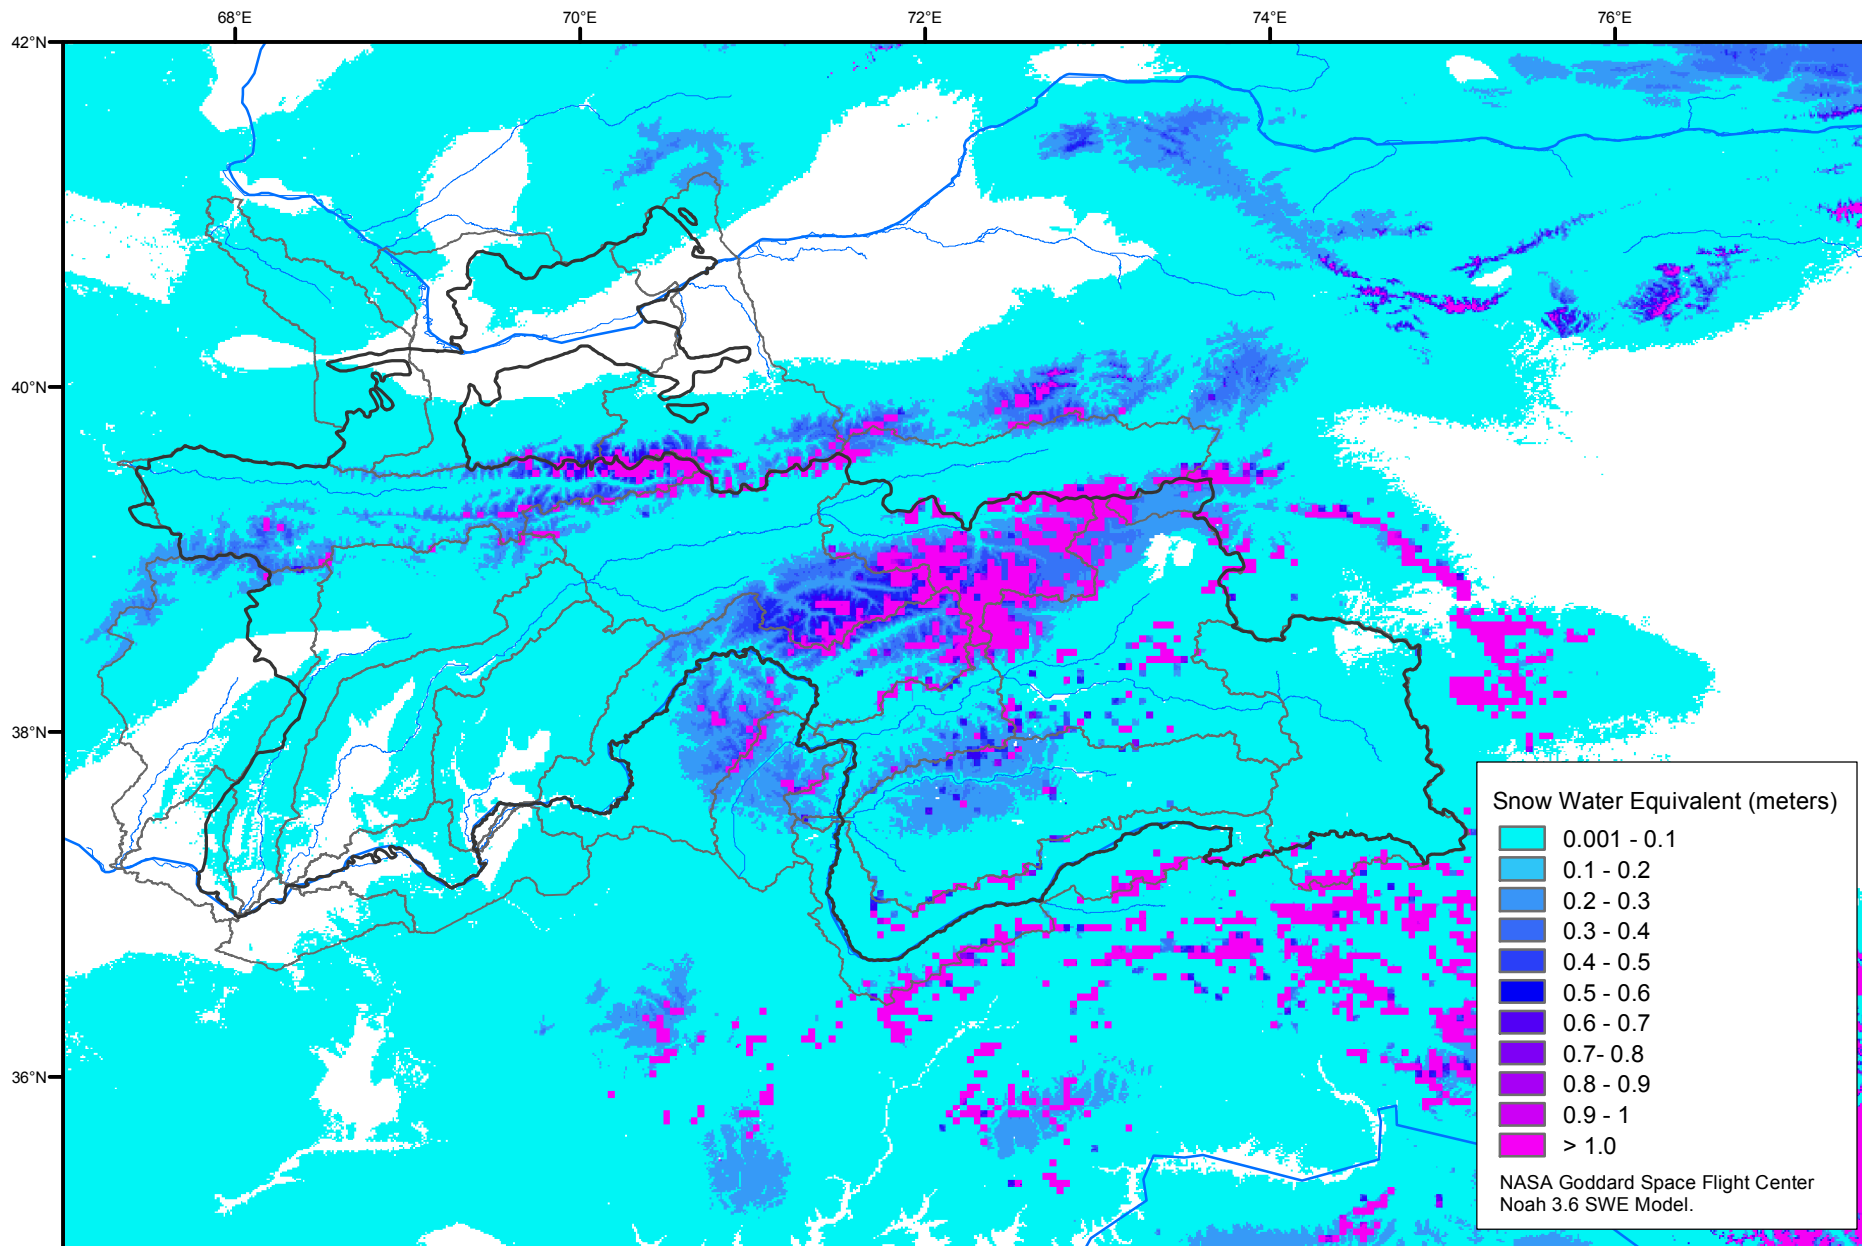 68°E
70°E
72°E
74°E
76°E
42°N
40°N
38°N
36°N
Snow Water Equivalent (meters)
0.001 - 0.1
0.1 - 0.2
0.2 - 0.3
0.3 - 0.4
0.4 - 0.5
0.5 - 0.6
0.6 - 0.7
0.7- 0.8
0.8 - 0.9
0.9 - 1
> 1.0
NASA Goddard Space Flight Center
Noah 3.6 SWE Model.